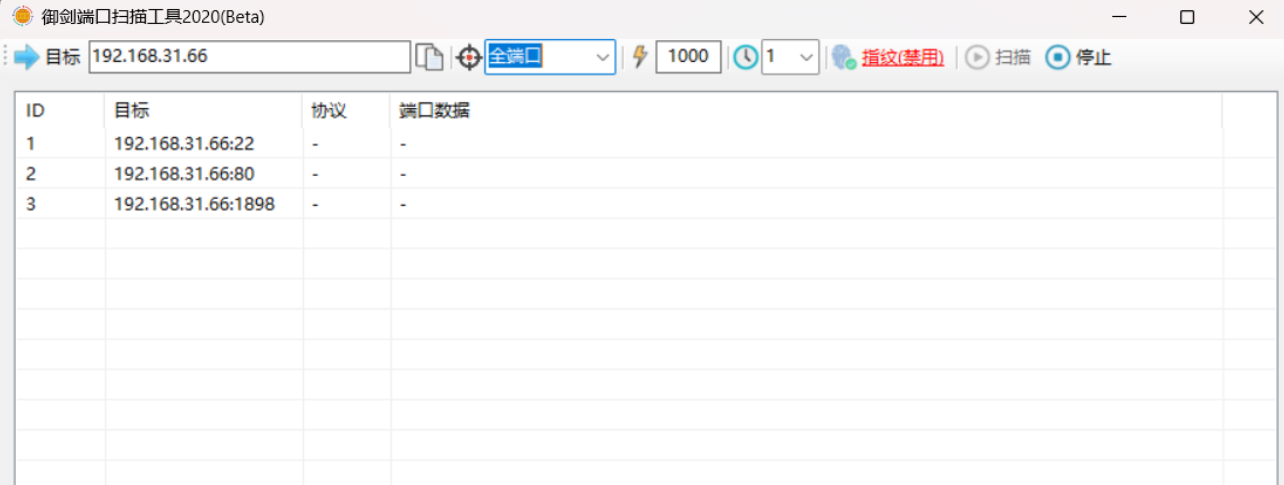 御剑端口扫描工具2020(Beta)
目标 192.168.31.66 全端口 1000 1 指纹(禁用) 扫描 停止
ID 目标 协议 端口数据
1 192.168.31.66:22 - -
2 192.168.31.66:80 - -
3 192.168.31.66:1898 - -